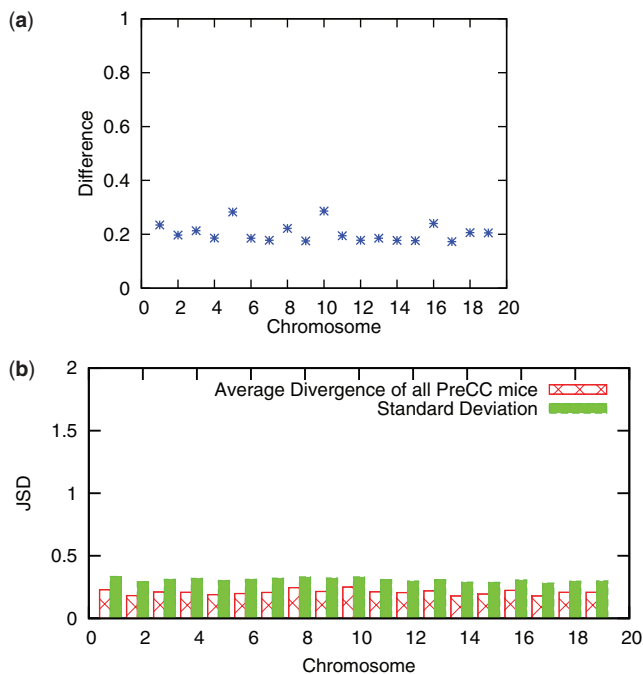 (a)
1
0.8
0.6
0.4
0.2
0
Difference
0 2 4 6 8 10 12 14 16 18 20
Chromosome
(b)
2
1.5
1
0.5
0
JSD
Average Divergence of all PreCC mice
Standard Deviation
0 2 4 6 8 10 12 14 16 18 20
Chromosome